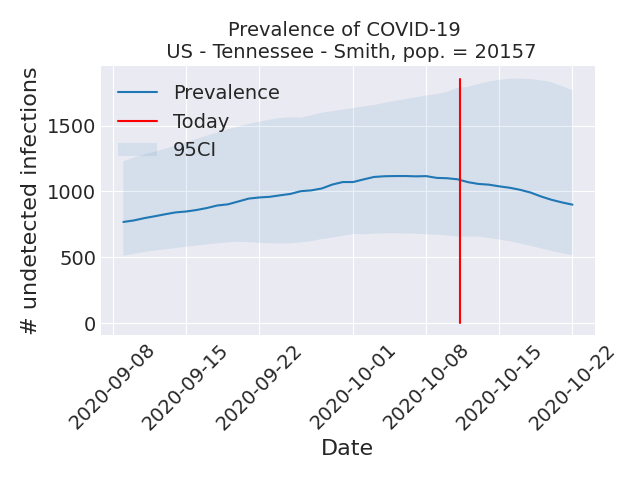 Prevalence of COVID-19
US - Tennessee - Smith, pop. = 20157
Prevalence
Today
95CI
# undetected infections
1500
1000
500
0
2020-09-08
2020-09-15
2020-09-22
2020-10-01
2020-10-08
2020-10-15
2020-10-22
Date